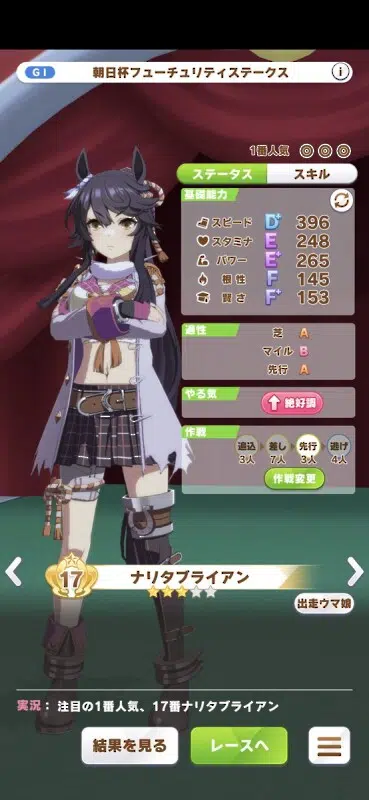 GI 朝日杯フューチュリティステークス
1番人気
ステータス スキル
基礎能力
スピード D+ 396
スタミナ E 248
パワー E+ 265
根性 F 145
賢さ F+ 153
適性
芝 A
マイル B
先行 A
やる気
絶好調
作戦
追込 差し 先行 逃げ
3人 7人 3人 4人
作戦変更
17 ナリタブライアン
出走ウマ娘
実況： 注目の1番人気、17番ナリタブライアン
結果を見る レースへ